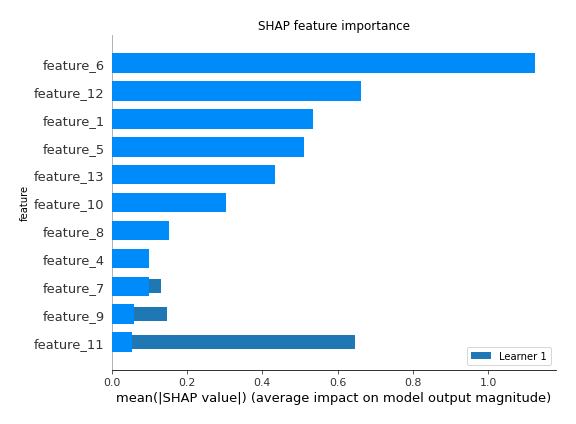 SHAP feature importance
feature_6
feature_12
feature_1
feature_5
feature_13
feature_10
feature_8
feature_4
feature_7
feature_9
feature_11
feature
Learner 1
0.0 0.2 0.4 0.6 0.8 1.0
mean(|SHAP value|) (average impact on model output magnitude)